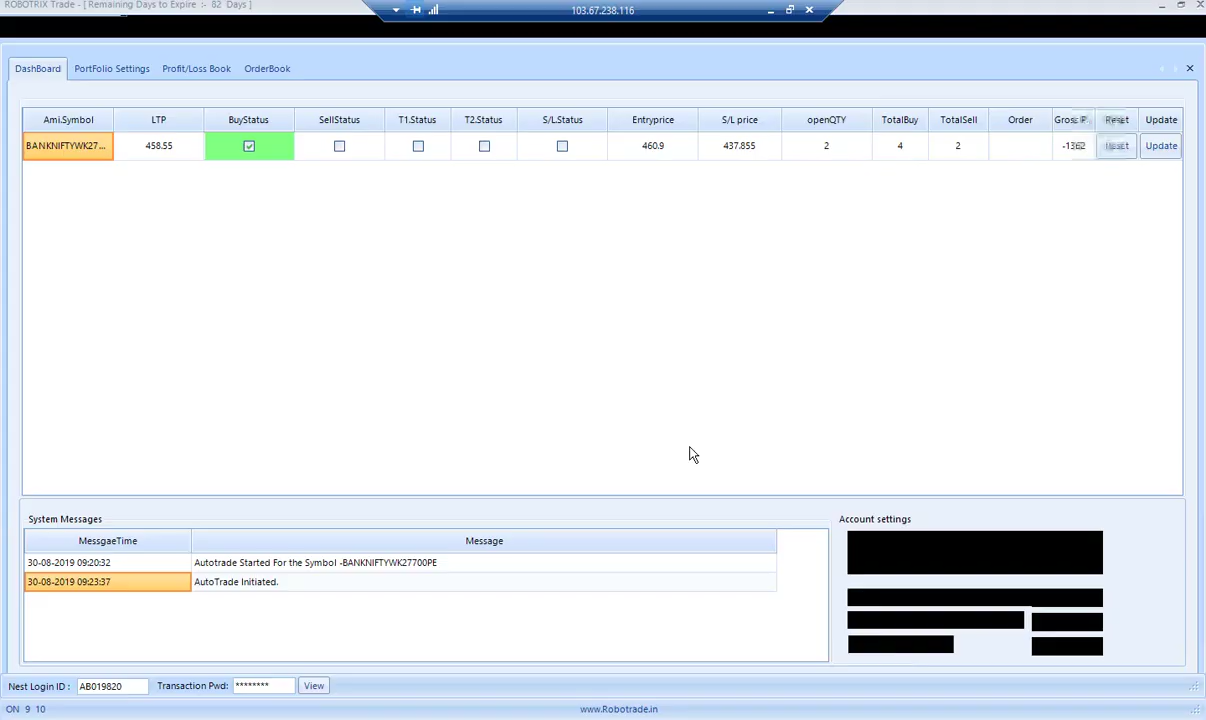 ROBOTRIX Trade - [ Remaining Days to Expire :- 82 Days ]
103.67.238.116
DashBoard PortFolio Settings Profit/Loss Book OrderBook
Ami.Symbol LTP BuyStatus SellStatus T1.Status T2.Status S/L.Status Entryprice S/L price openQTY TotalBuy TotalSell Order Reset Update
BANKNIFTYWK27... 458.55 460.9 437.855 2 4 2 -1362 Reset Update
System Messages
MessgaeTime Message
30-08-2019 09:20:32 Autotrade Started For the Symbol -BANKNIFTYWK27700PE
30-08-2019 09:23:37 AutoTrade Initiated.
Account settings
Nest Login ID : AB019820 Transaction Pwd: ******** View
ON 9 10 www.Robotrade.in